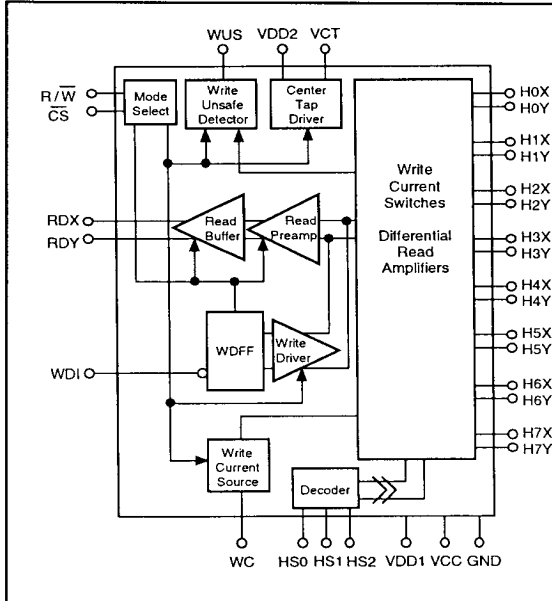 WUS VDD2 VCT
R/W̅
C̅S̅
Mode
Select
Write
Unsafe
Detector
Center
Tap
Driver
H0X
H0Y
H1X
H1Y
H2X
H2Y
H3X
H3Y
H4X
H4Y
H5X
H5Y
H6X
H6Y
H7X
H7Y
Write
Current
Switches
Differential
Read
Amplifiers
RDX
RDY
Read
Buffer
Read
Preamp
WDFF
Write
Driver
WDI
Write
Current
Source
Decoder
WC HS0 HS1 HS2 VDD1 VCC GND